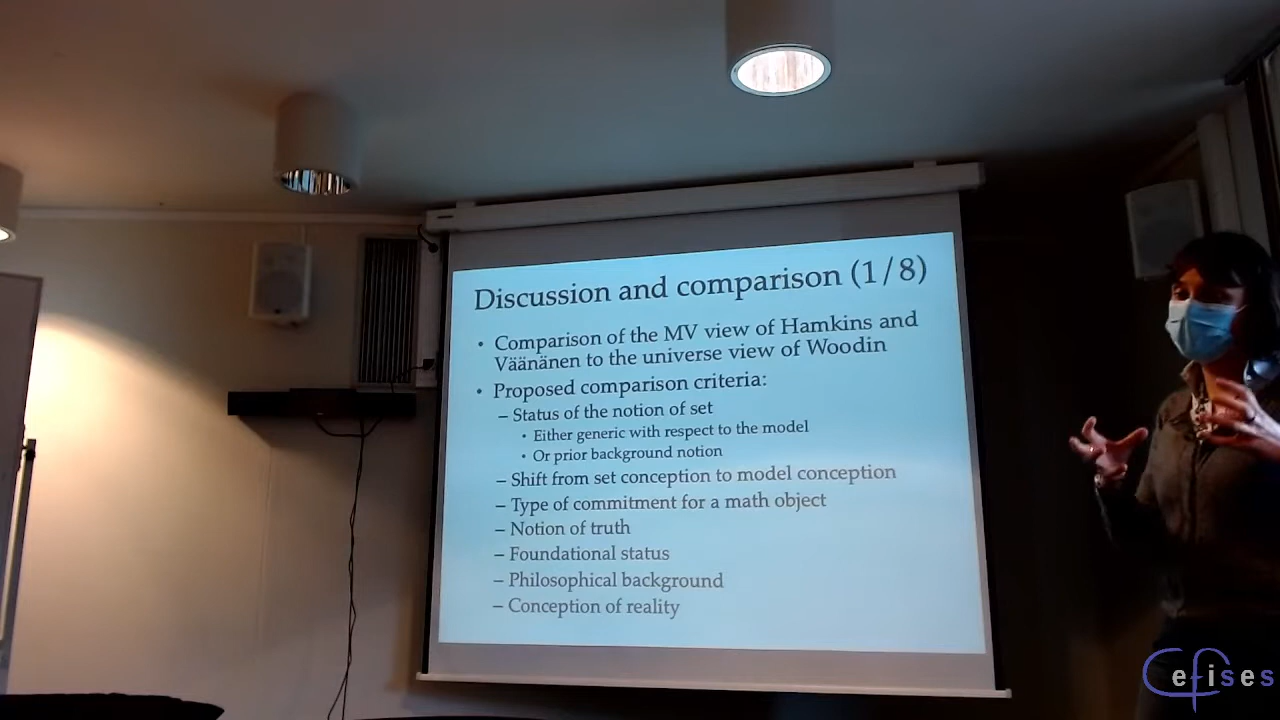 Discussion and comparison (1/8)
• Comparison of the MV view of Hamkins and
Väänänen to the universe view of Woodin
• Proposed comparison criteria:
– Status of the notion of set
• Either generic with respect to the model
• Or prior background notion
– Shift from set conception to model conception
– Type of commitment for a math object
– Notion of truth
– Foundational status
– Philosophical background
– Conception of reality
Cefises